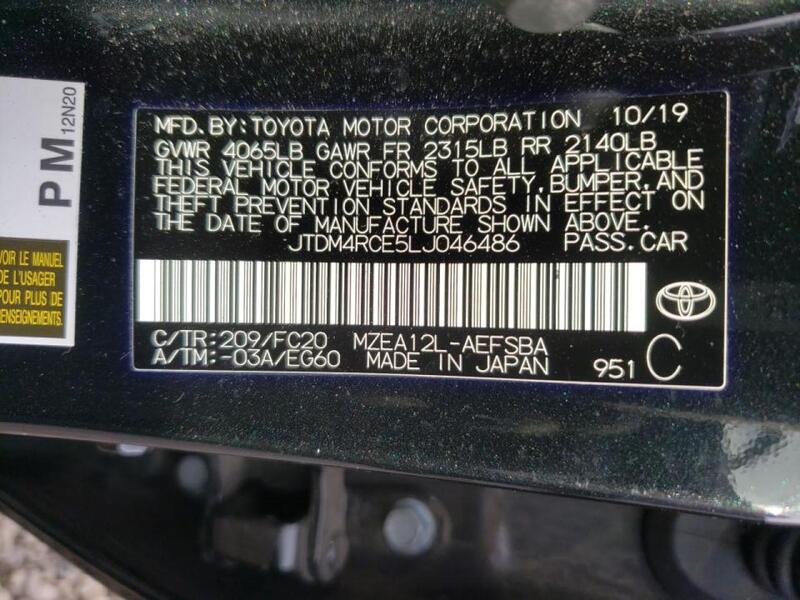 PM
12N20
VOIR LE MANUEL
DE L'USAGER
POUR PLUS DE
RENSEIGNEMENTS.
MFD.BY:TOYOTA MOTOR CORPORATION 10/19
GVWR 4065LB GAWR FR 2315LB RR 2140LB
THIS VEHICLE CONFORMS TO ALL APPLICABLE
FEDERAL MOTOR VEHICLE SAFETY,BUMPER,AND
THEFT PREVENTION STANDARDS IN EFFECT ON
THE DATE OF MANUFACTURE SHOWN ABOVE.
JTDM4RCE5LJ046486 PASS.CAR
C/TR:209/FC20 MZEA12L-AEFSBA
A/TM:-03A/EG60 MADE IN JAPAN 951 C